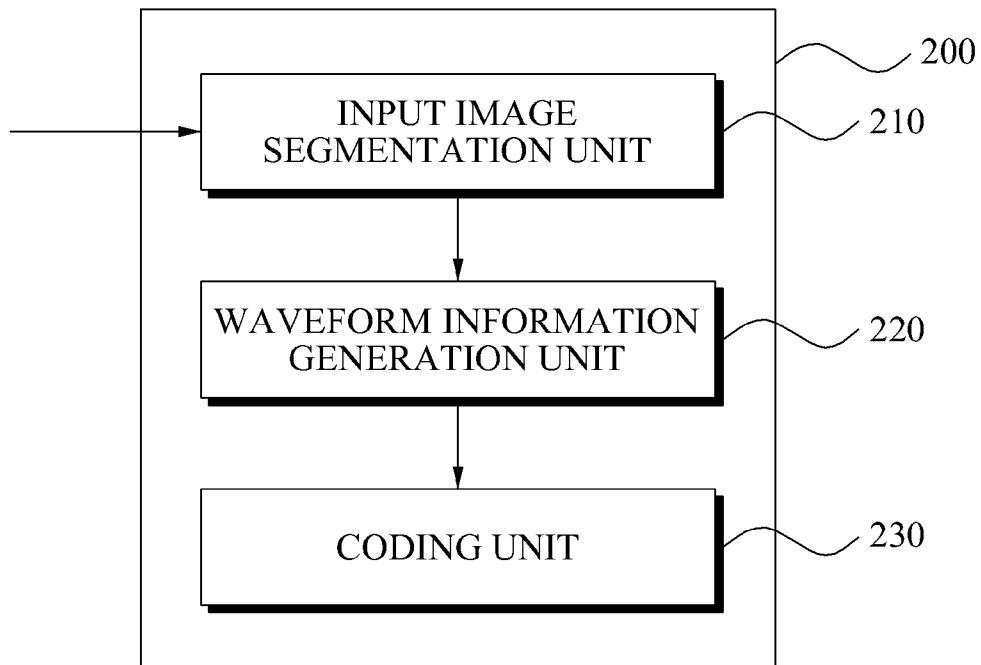 200
INPUT IMAGE
SEGMENTATION UNIT
210
WAVEFORM INFORMATION
GENERATION UNIT
220
CODING UNIT
230